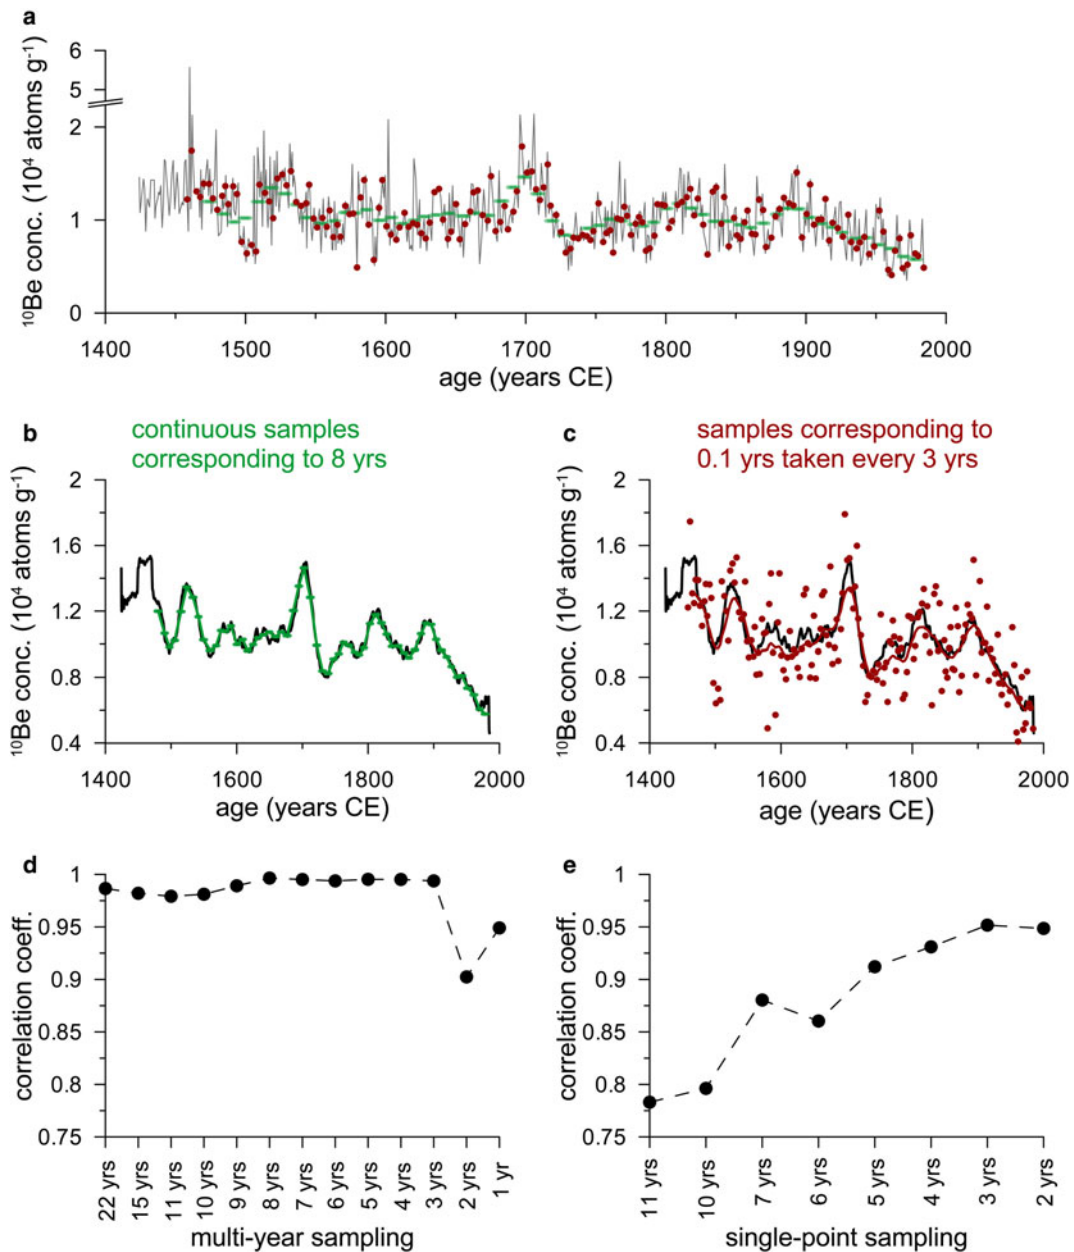 a
¹⁰Be conc. (10⁴ atoms g⁻¹)
6
5
2
1
0
1400 1500 1600 1700 1800 1900 2000
age (years CE)
b
continuous samples
corresponding to 8 yrs
¹⁰Be conc. (10⁴ atoms g⁻¹)
2
1.6
1.2
0.8
0.4
1400 1600 1800 2000
age (years CE)
c
samples corresponding to
0.1 yrs taken every 3 yrs
¹⁰Be conc. (10⁴ atoms g⁻¹)
2
1.6
1.2
0.8
0.4
1400 1600 1800 2000
age (years CE)
d
correlation coeff.
1
0.95
0.9
0.85
0.8
0.75
22 yrs
15 yrs
11 yrs
10 yrs
9 yrs
8 yrs
7 yrs
6 yrs
5 yrs
4 yrs
3 yrs
2 yrs
1 yr
multi-year sampling
e
correlation coeff.
1
0.95
0.9
0.85
0.8
0.75
11 yrs
10 yrs
7 yrs
6 yrs
5 yrs
4 yrs
3 yrs
2 yrs
single-point sampling